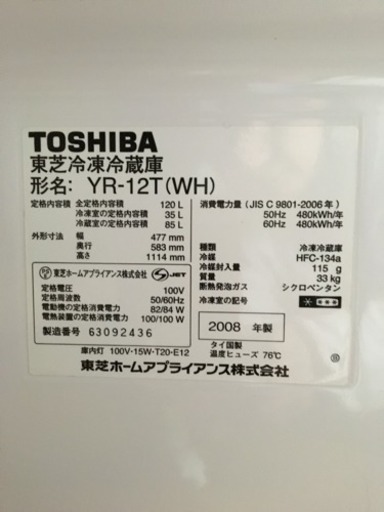 TOSHIBA
東芝冷凍冷蔵庫
形名: YR-12T(WH)
定格内容積 全定格内容積 120 L
冷凍室の定格内容積 35 L
冷蔵室の定格内容積 85 L
外形寸法 幅 477 mm
奥行 583 mm
高さ 1114 mm
東芝ホームアプライアンス株式会社 JET
定格電圧 100V
定格周波数 50/60Hz
電動機の定格消費電力 82/84 W
電熱装置の定格消費電力 100/100 W
製造番号 63092436
消費電力量 (JIS C 9801-2006 年)
50Hz 480kWh/年
60Hz 480kWh/年
種類 冷凍冷蔵庫
冷媒 HFC-134a
冷媒封入量 115 g
質量 33 kg
断熱発泡ガス シクロペンタン
冷凍室の記号
2008 年製
タイ国製
庫内灯 100V-15W-T20-E12 温度ヒューズ 76℃
東芝ホームアプライアンス株式会社